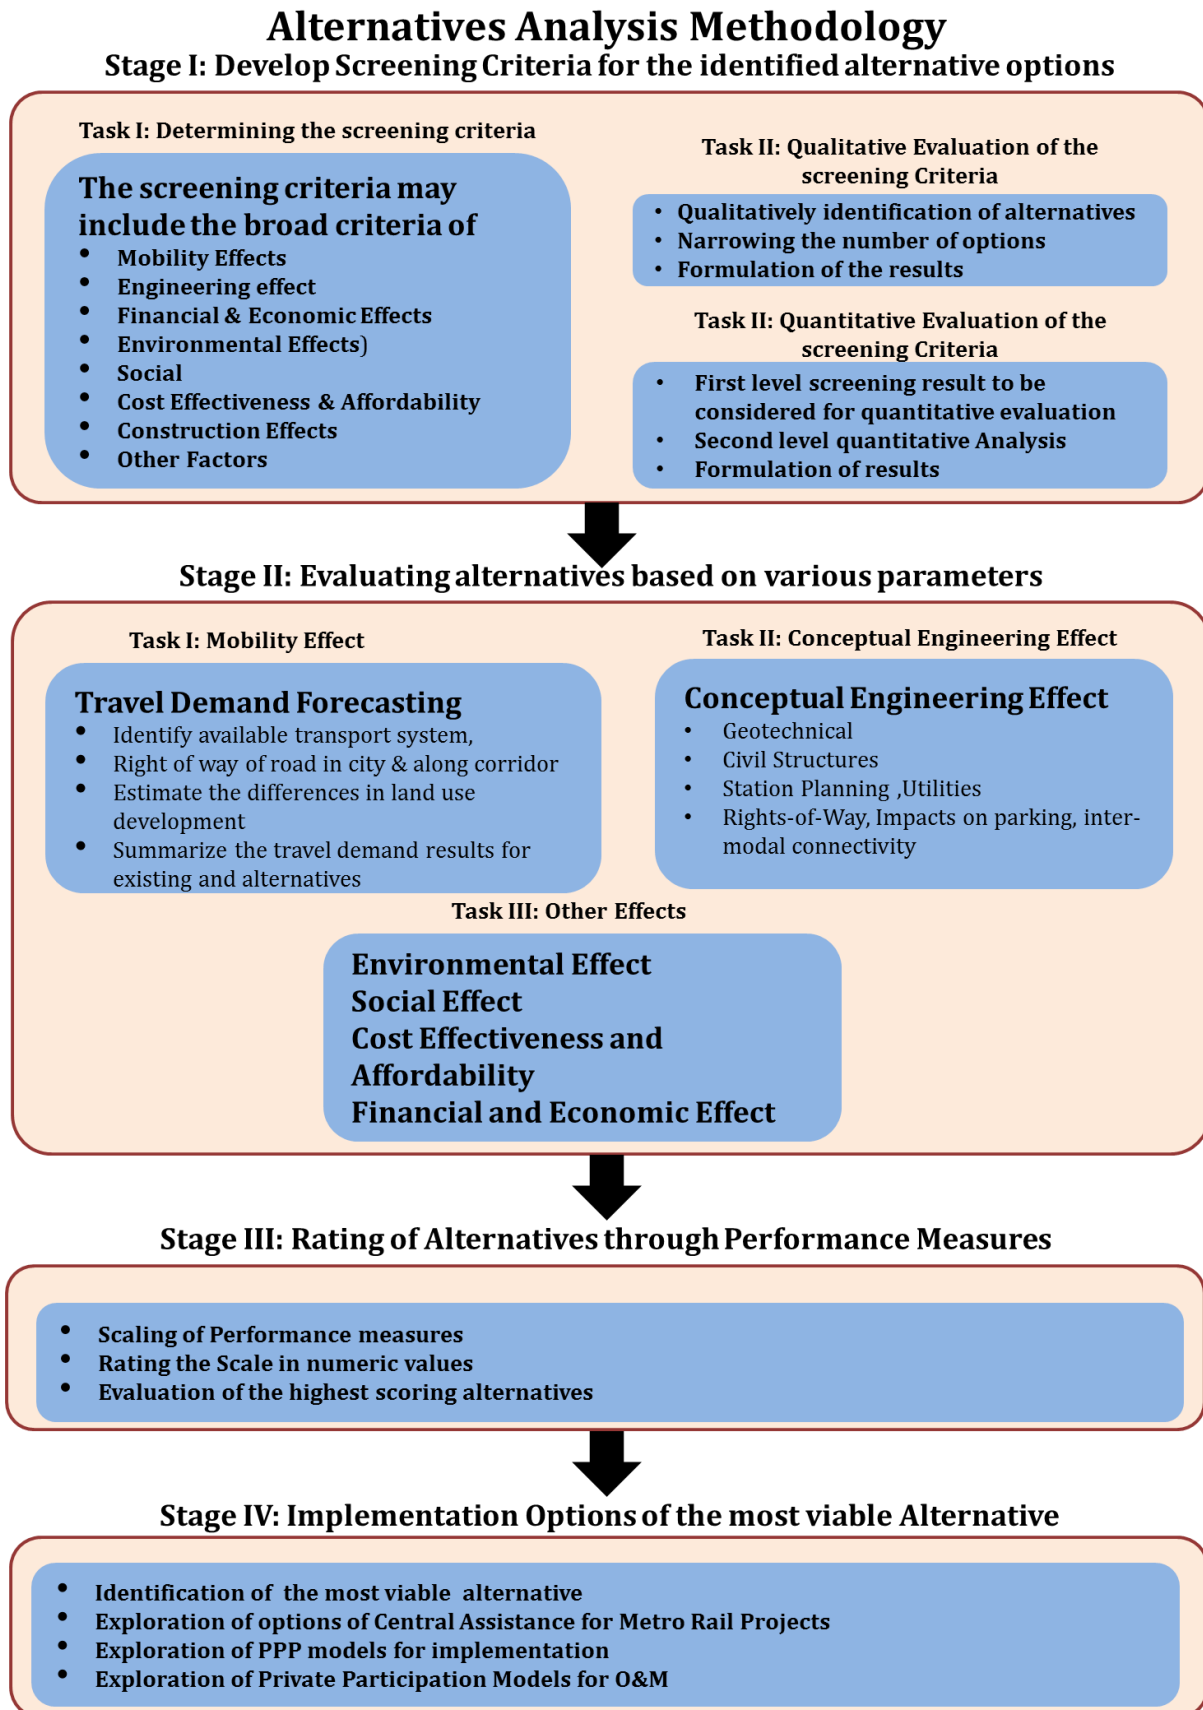 Alternatives Analysis Methodology
Stage I: Develop Screening Criteria for the identified alternative options
Task I: Determining the screening criteria
The screening criteria may
include the broad criteria of
• Mobility Effects
• Engineering effect
• Financial & Economic Effects
• Environmental Effects)
• Social
• Cost Effectiveness & Affordability
• Construction Effects
• Other Factors
Task II: Qualitative Evaluation of the
screening Criteria
• Qualitatively identification of alternatives
• Narrowing the number of options
• Formulation of the results
Task II: Quantitative Evaluation of the
screening Criteria
• First level screening result to be
considered for quantitative evaluation
• Second level quantitative Analysis
• Formulation of results
Stage II: Evaluating alternatives based on various parameters
Task I: Mobility Effect
Travel Demand Forecasting
• Identify available transport system,
• Right of way of road in city & along corridor
• Estimate the differences in land use
development
• Summarize the travel demand results for
existing and alternatives
Task II: Conceptual Engineering Effect
Conceptual Engineering Effect
• Geotechnical
• Civil Structures
• Station Planning ,Utilities
• Rights-of-Way, Impacts on parking, inter-
modal connectivity
Task III: Other Effects
Environmental Effect
Social Effect
Cost Effectiveness and
Affordability
Financial and Economic Effect
Stage III: Rating of Alternatives through Performance Measures
• Scaling of Performance measures
• Rating the Scale in numeric values
• Evaluation of the highest scoring alternatives
Stage IV: Implementation Options of the most viable Alternative
• Identification of the most viable alternative
• Exploration of options of Central Assistance for Metro Rail Projects
• Exploration of PPP models for implementation
• Exploration of Private Participation Models for O&M